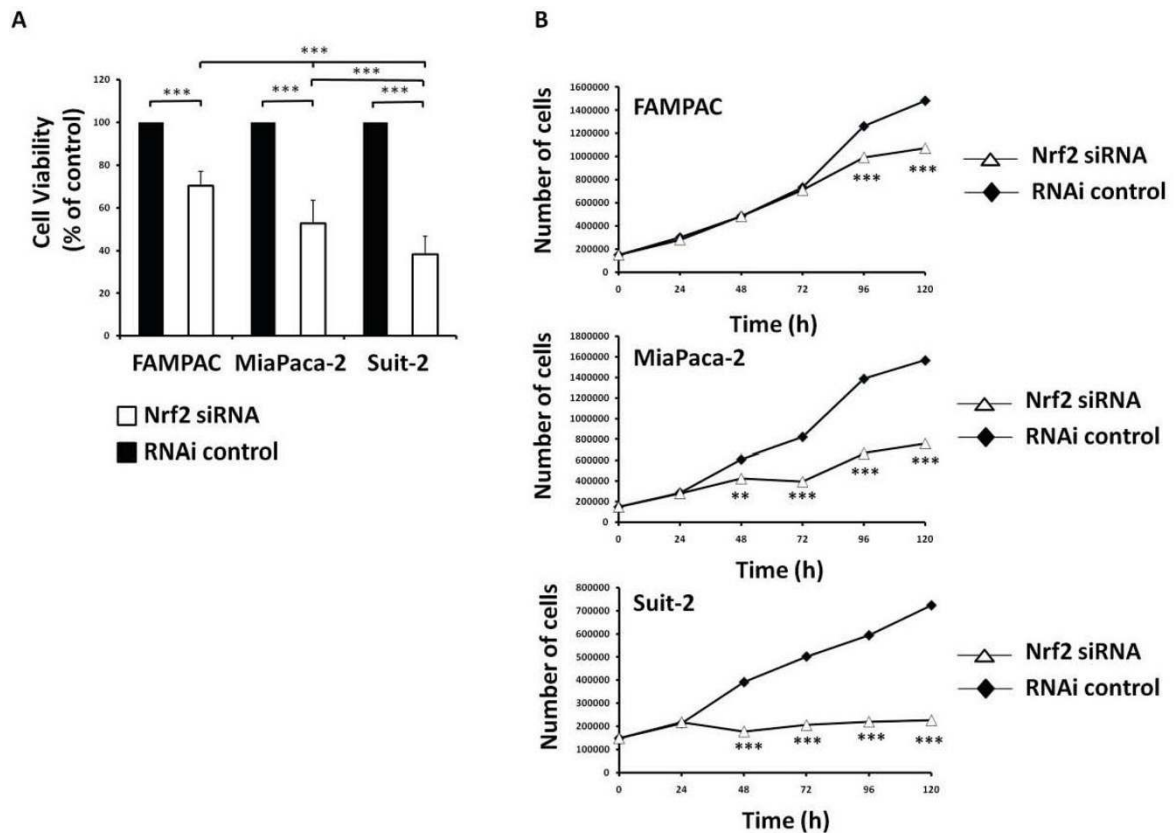 A
***
***
*** *** ***
120
100
80
60
40
20
0
Cell Viability
(% of control)
FAMPAC MiaPaca-2 Suit-2
Nrf2 siRNA
RNAi control
B
FAMPAC
Number of cells
1600000
1400000
1200000
1000000
800000
600000
400000
200000
0
*** ***
0 24 48 72 96 120
Time (h)
Nrf2 siRNA
RNAi control
MiaPaca-2
Number of cells
1800000
1600000
1400000
1200000
1000000
800000
600000
400000
200000
0
** *** *** ***
0 24 48 72 96 120
Time (h)
Nrf2 siRNA
RNAi control
Suit-2
Number of cells
800000
700000
600000
500000
400000
300000
200000
100000
0
*** *** *** ***
0 24 48 72 96 120
Time (h)
Nrf2 siRNA
RNAi control